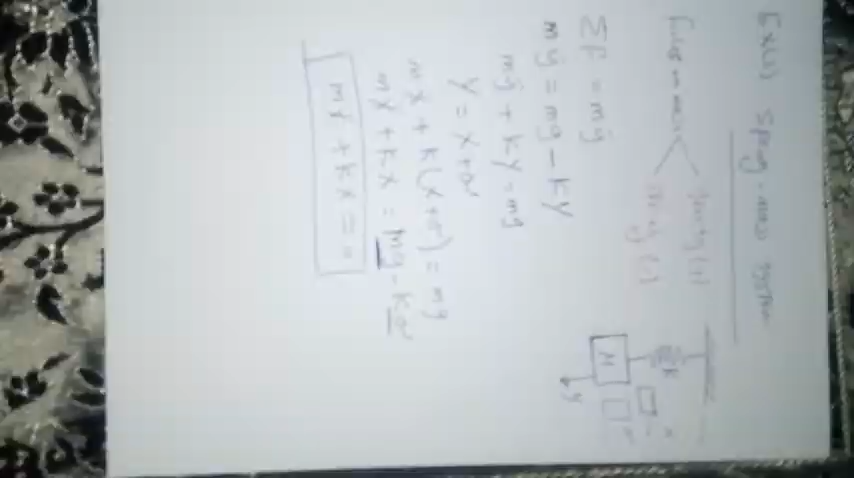 Ex(1) Spring-mass system
ΣF = mÿ
mÿ = mg - ky
mÿ + ky = mg
y = x + δ
mẍ + k(x+δ) = mg
mẍ + kx = mg - kδ
mẍ + kx = 0
K
M
y